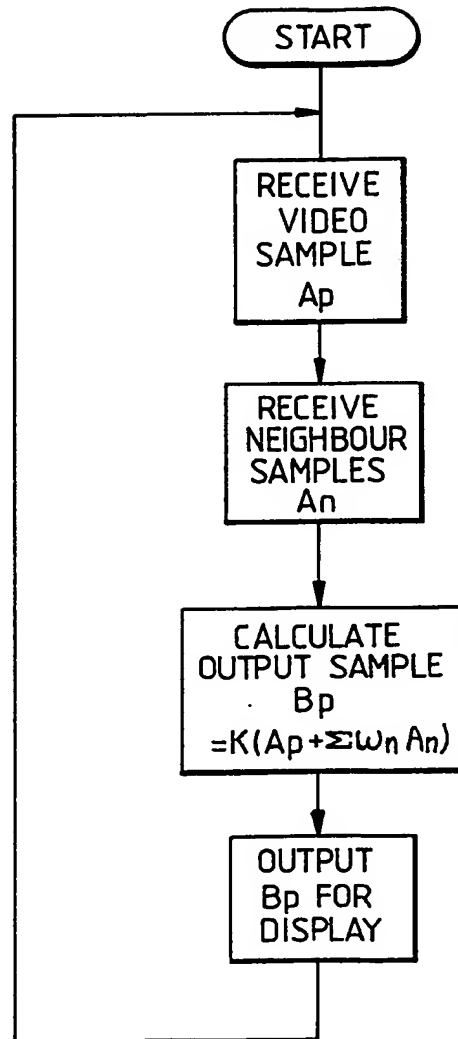 START
RECEIVE
VIDEO
SAMPLE
Ap
RECEIVE
NEIGHBOUR
SAMPLES
An
CALCULATE
OUTPUT SAMPLE
Bp
=K(Ap+Σωn An)
OUTPUT
Bp FOR
DISPLAY